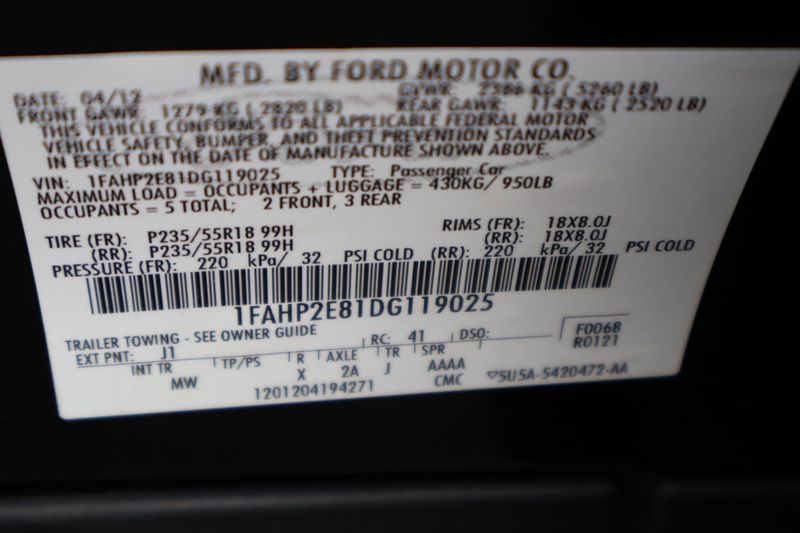 MFD. BY FORD MOTOR CO.
DATE: 04/12 GVWR: 2386 KG ( 5260 LB)
FRONT GAWR: 1279 KG ( 2820 LB) REAR GAWR: 1143 KG ( 2520 LB)
THIS VEHICLE CONFORMS TO ALL APPLICABLE FEDERAL MOTOR
VEHICLE SAFETY, BUMPER, AND THEFT PREVENTION STANDARDS
IN EFFECT ON THE DATE OF MANUFACTURE SHOWN ABOVE.
VIN: 1FAHP2E81DG119025 TYPE: Passenger Car
MAXIMUM LOAD = OCCUPANTS + LUGGAGE = 430KG/ 950LB
OCCUPANTS = 5 TOTAL; 2 FRONT, 3 REAR
TIRE (FR): P235/55R18 99H RIMS (FR): 18X8.0J
(RR): P235/55R18 99H (RR): 18X8.0J
PRESSURE (FR): 220 kPa/ 32 PSI COLD (RR): 220 kPa/ 32 PSI COLD
1FAHP2E81DG119025
TRAILER TOWING - SEE OWNER GUIDE
EXT PNT: J1 RC: 41 DSO: F0068
R0121
INT TR TP/PS R AXLE TR SPR
MW X 2A J AAAA
CMC
1201204194271 ▽5U5A-5420472-AA